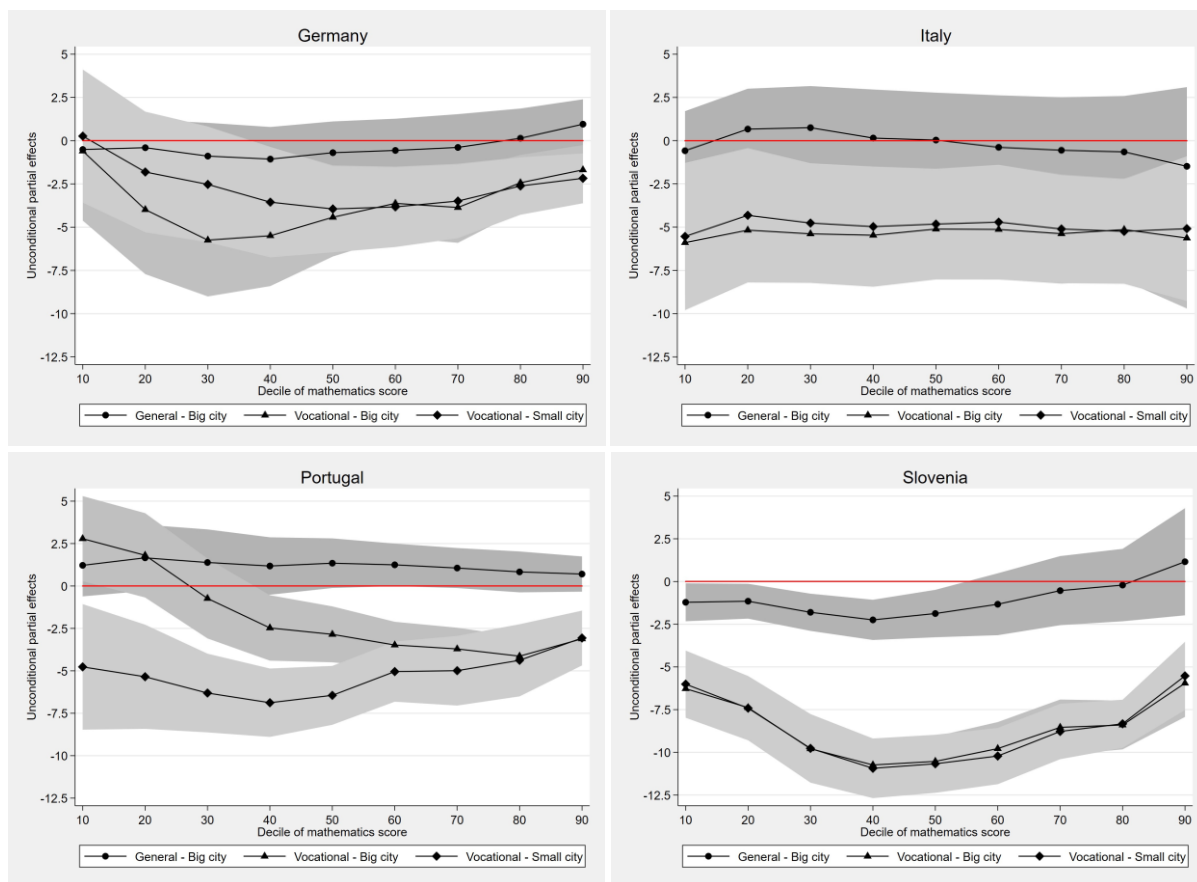 Germany
Unconditional partial effects
5
2.5
0
-2.5
-5
-7.5
-10
-12.5
10 20 30 40 50 60 70 80 90
Decile of mathematics score
General - Big city Vocational - Big city Vocational - Small city
Italy
Unconditional partial effects
5
2.5
0
-2.5
-5
-7.5
-10
-12.5
10 20 30 40 50 60 70 80 90
Decile of mathematics score
General - Big city Vocational - Big city Vocational - Small city
Portugal
Unconditional partial effects
5
2.5
0
-2.5
-5
-7.5
-10
-12.5
10 20 30 40 50 60 70 80 90
Decile of mathematics score
General - Big city Vocational - Big city Vocational - Small city
Slovenia
Unconditional partial effects
5
2.5
0
-2.5
-5
-7.5
-10
-12.5
10 20 30 40 50 60 70 80 90
Decile of mathematics score
General - Big city Vocational - Big city Vocational - Small city